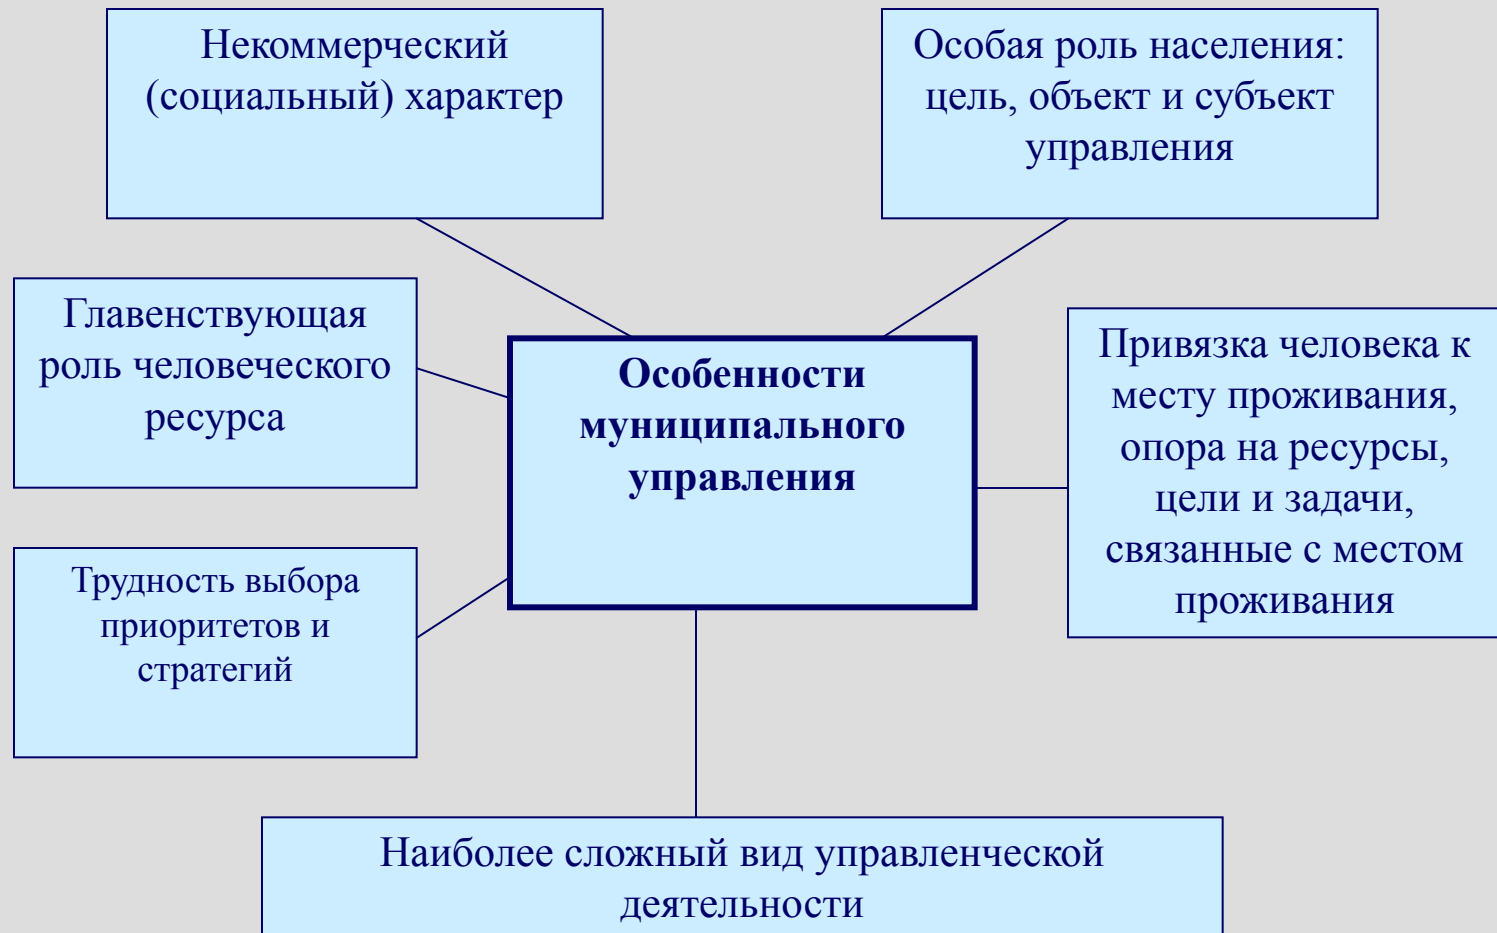 Некоммерческий
(социальный) характер
Особая роль населения:
цель, объект и субъект
управления
Главенствующая
роль человеческого
ресурса
Особенности
муниципального
управления
Привязка человека к
месту проживания,
опора на ресурсы,
цели и задачи,
связанные с местом
проживания
Трудность выбора
приоритетов и
стратегий
Наиболее сложный вид управленческой
деятельности